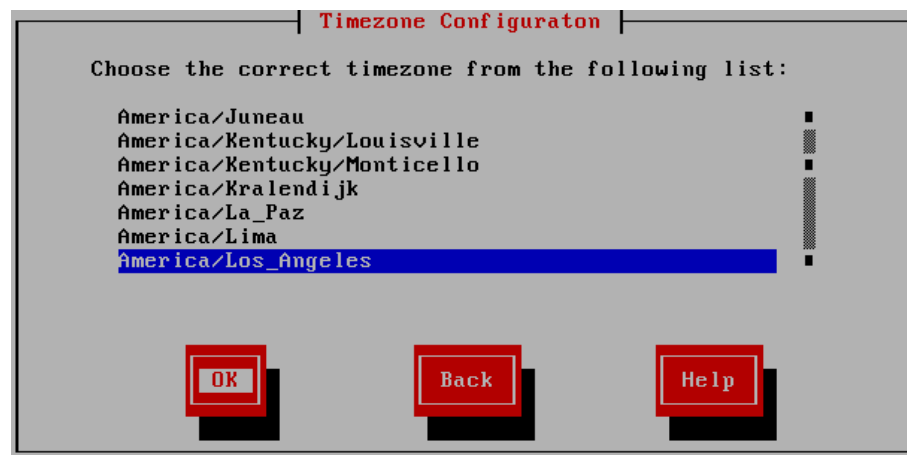 Timezone Configuraton
Choose the correct timezone from the following list:
America/Juneau
America/Kentucky/Louisville
America/Kentucky/Monticello
America/Kralendijk
America/La_Paz
America/Lima
America/Los_Angeles
OK Back Help